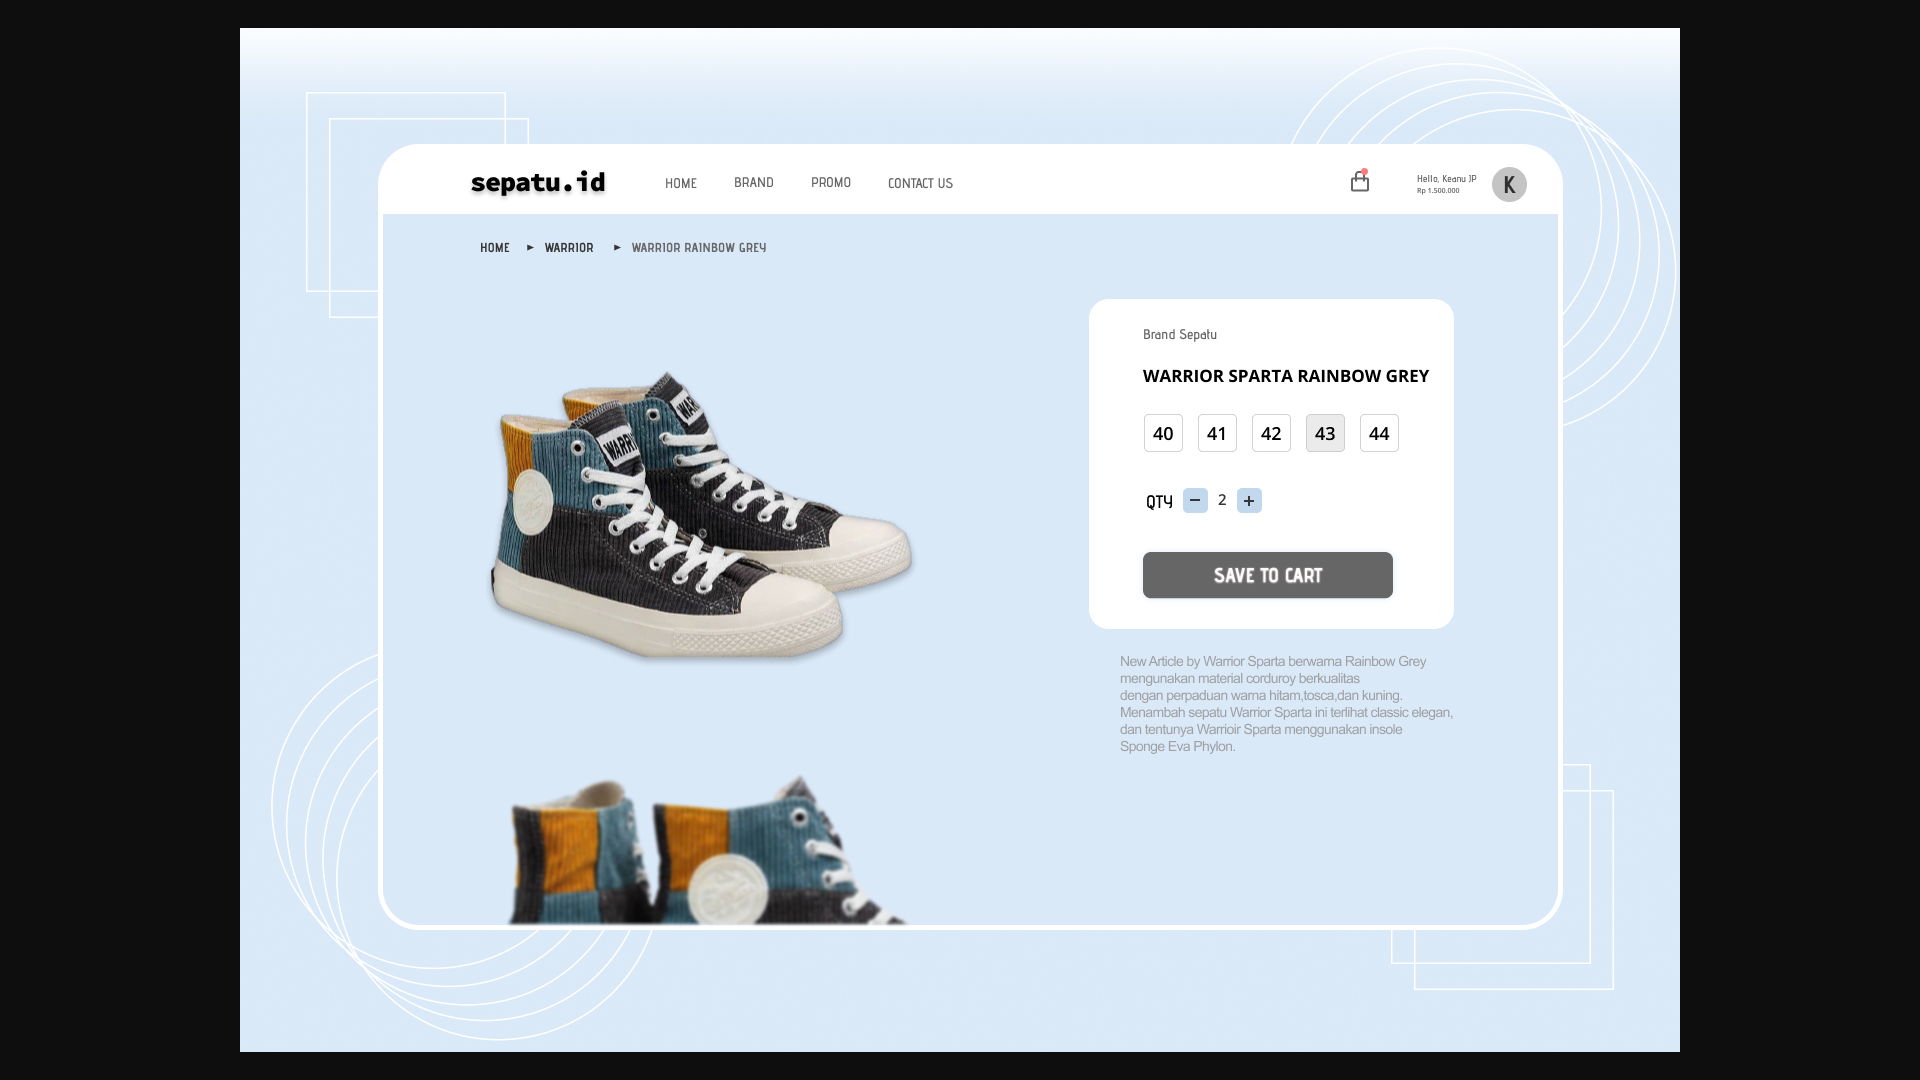 sepatu.id
HOME
BRAND
PROMO
CONTACT US
Hello, Keanu JP
Rp 1.500.000
K
HOME ► WARRIOR ► WARRIOR RAINBOW GREY
WAR
WARRI
Brand Sepatu
WARRIOR SPARTA RAINBOW GREY
40 41 42 43 44
QTY − 2 +
SAVE TO CART
New Article by Warrior Sparta berwarna Rainbow Grey
mengunakan material corduroy berkualitas
dengan perpaduan warna hitam,tosca,dan kuning.
Menambah sepatu Warrior Sparta ini terlihat classic elegan,
dan tentunya Warrioir Sparta menggunakan insole
Sponge Eva Phylon.